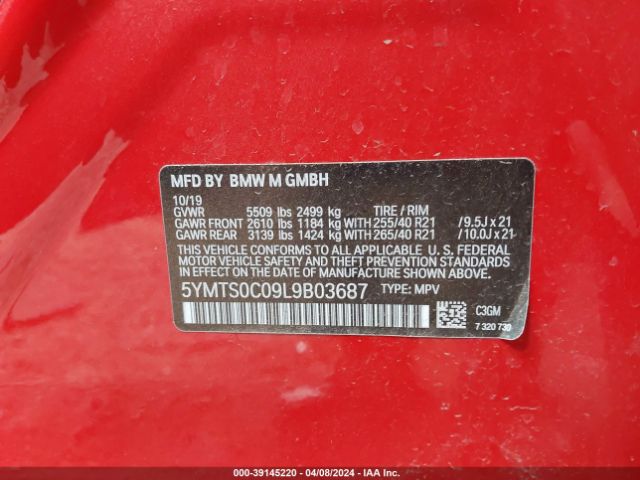 MFD BY BMW M GMBH
10/19
GVWR 5509 lbs 2499 kg TIRE / RIM
GAWR FRONT 2610 lbs 1184 kg WITH 255/40 R21 / 9.5J x 21
GAWR REAR 3139 lbs 1424 kg WITH 265/40 R21 / 10.0J x 21
THIS VEHICLE CONFORMS TO ALL APPLICABLE U. S. FEDERAL
MOTOR VEHICLE SAFETY, BUMPER, AND THEFT PREVENTION STANDARDS
IN EFFECT ON THE DATE OF MANUFACTURE SHOWN ABOVE.
5YMTS0C09L9B03687 TYPE: MPV
C3GM
7 320 730
000-39145220 | 04/08/2024 | IAA Inc.